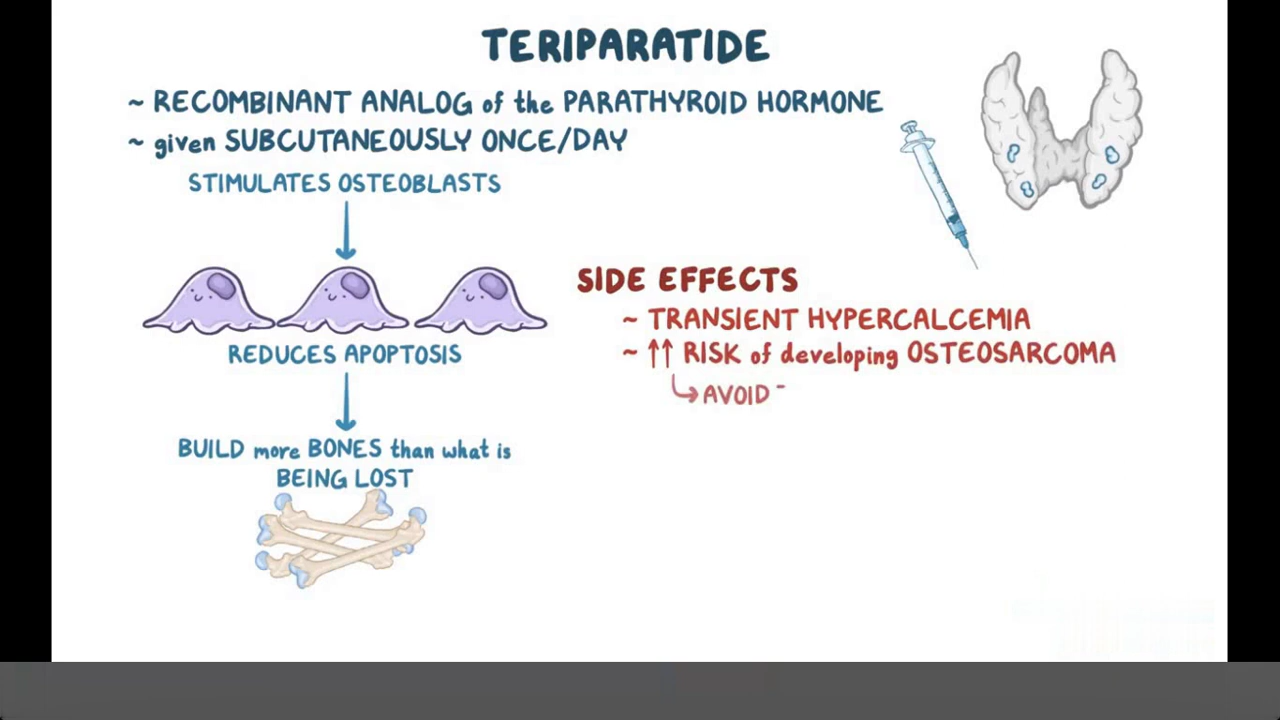 TERIPARATIDE
~ RECOMBINANT ANALOG of the PARATHYROID HORMONE
~ given SUBCUTANEOUSLY ONCE/DAY
STIMULATES OSTEOBLASTS
REDUCES APOPTOSIS
BUILD more BONES than what is
BEING LOST
SIDE EFFECTS
~ TRANSIENT HYPERCALCEMIA
~ ↑↑ RISK of developing OSTEOSARCOMA
↳ AVOID